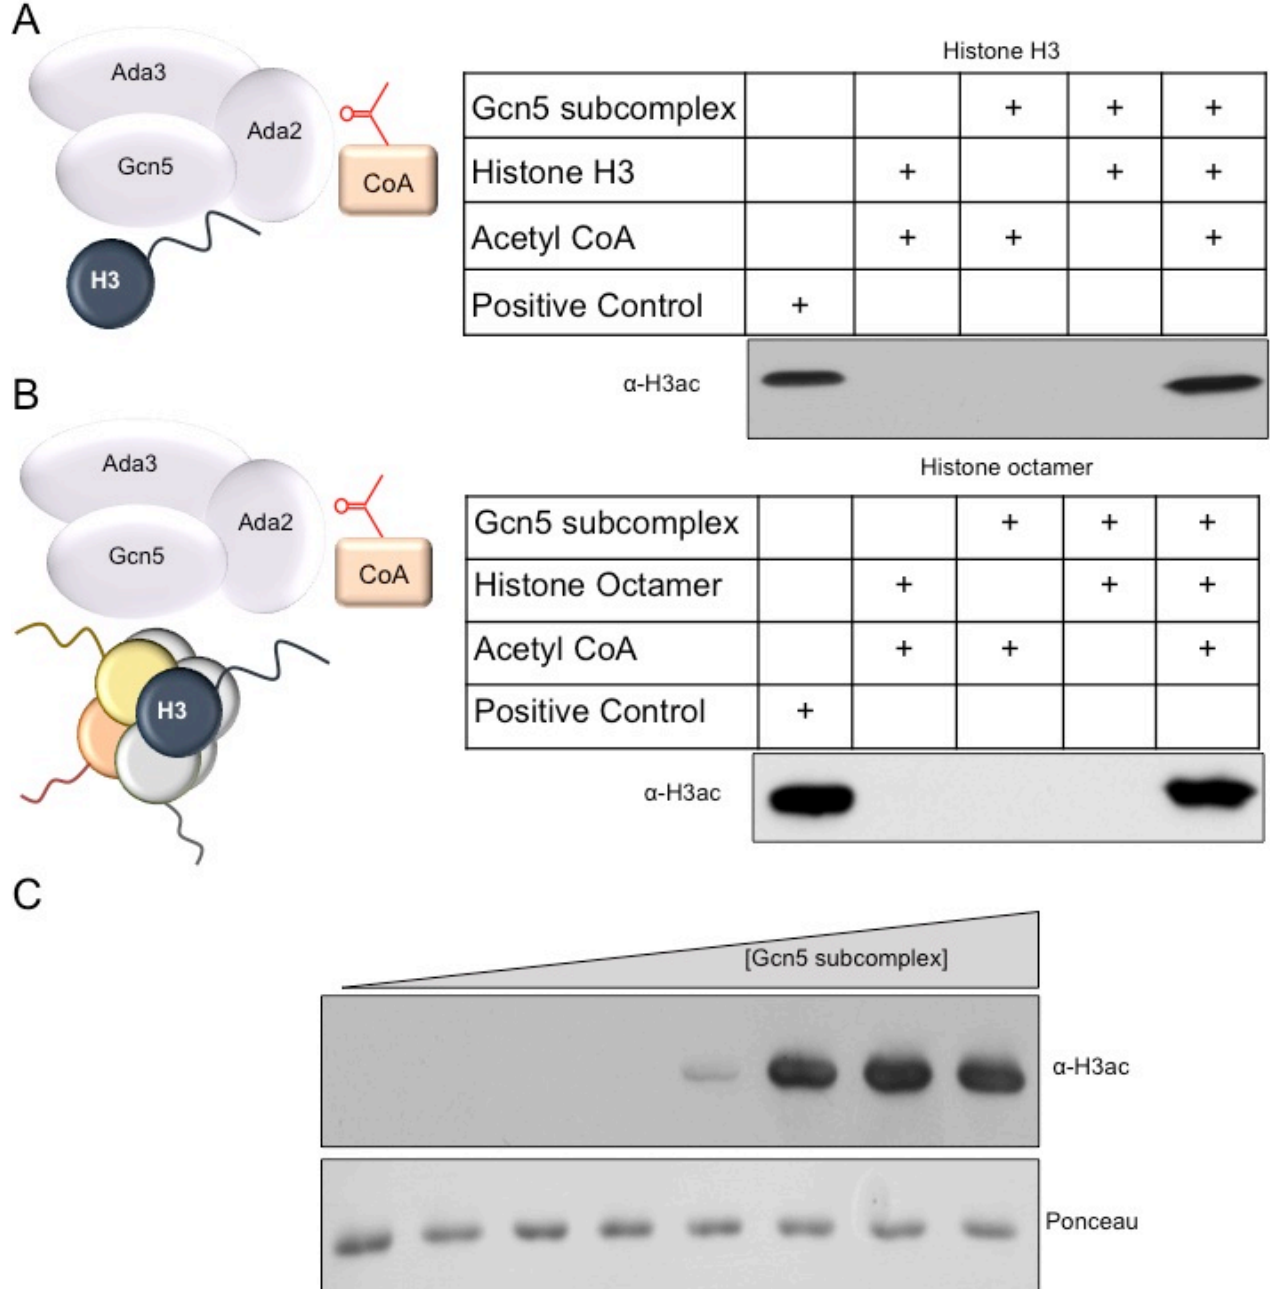 A
Ada3
Ada2
Gcn5
CoA
H3
Histone H3
Gcn5 subcomplex + + +
Histone H3 + + +
Acetyl CoA + + +
Positive Control +
α-H3ac
B
Ada3
Ada2
Gcn5
CoA
H3
Histone octamer
Gcn5 subcomplex + + +
Histone Octamer + + +
Acetyl CoA + + +
Positive Control +
α-H3ac
C
[Gcn5 subcomplex]
α-H3ac
Ponceau